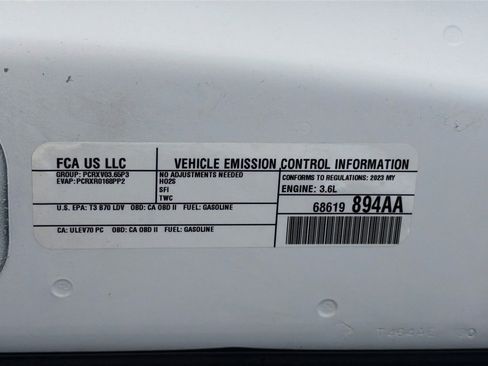 FCA US LLC
VEHICLE EMISSION CONTROL INFORMATION
GROUP: PCRXV03.65P3
EVAP: PCRXR0168PP2
NO ADJUSTMENTS NEEDED
HO2S
SFI
TWC
CONFORMS TO REGULATIONS: 2023 MY
ENGINE: 3.6L
U.S. EPA: T3 B70 LDV OBD: CA OBD II FUEL: GASOLINE
68619 894AA
CA: ULEV70 PC OBD: CA OBD II FUEL: GASOLINE